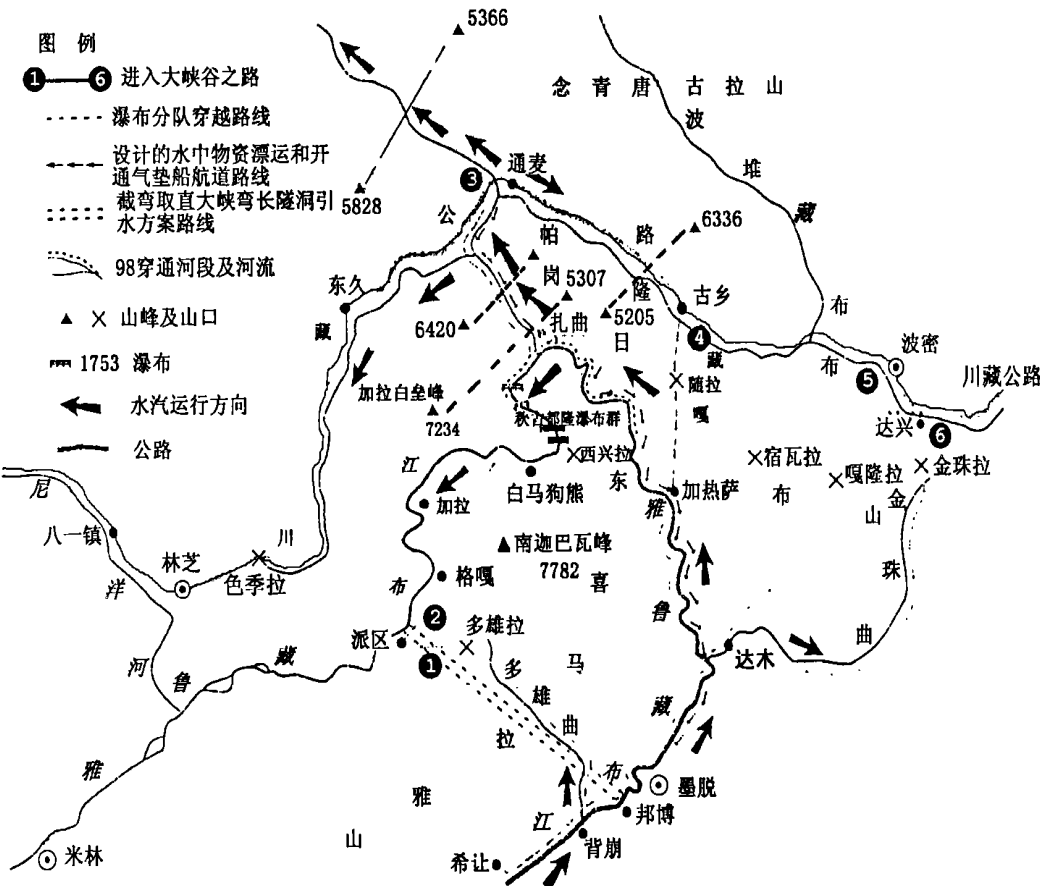 图 例
❶—❻ 进入大峡谷之路
瀑布分队穿越路线
设计的水中物资漂运和开
通气垫船航道路线
截弯取直大峡弯长隧洞引
水方案路线
98穿通河段及河流
山峰及山口
1753 瀑布
水汽运行方向
公路
5366
念 青 唐 古 拉 山
波
堆
藏
布
5828
❸
通麦
公
路
帕
隆
藏
布
6336
岗
日
嘎
布
5307
5205
6420
扎曲
东久
藏
古乡
❹
随拉
波密
❺
川藏公路
达兴
❻
金珠拉
嘎隆拉
宿瓦拉
加拉白垒峰
7234
秋古都隆瀑布群
西兴拉
白马狗熊
江
加拉
东
加热萨
雅
鲁
藏
布
江
南迦巴瓦峰
7782
喜
马
拉
雅
山
山
金
珠
曲
尼
洋
河
八一镇
林芝
色季拉
川
格嘎
布
❷
派区
❶
多雄拉
多
雄
曲
达木
藏
鲁
雅
墨脱
邦博
背崩
希让
米林